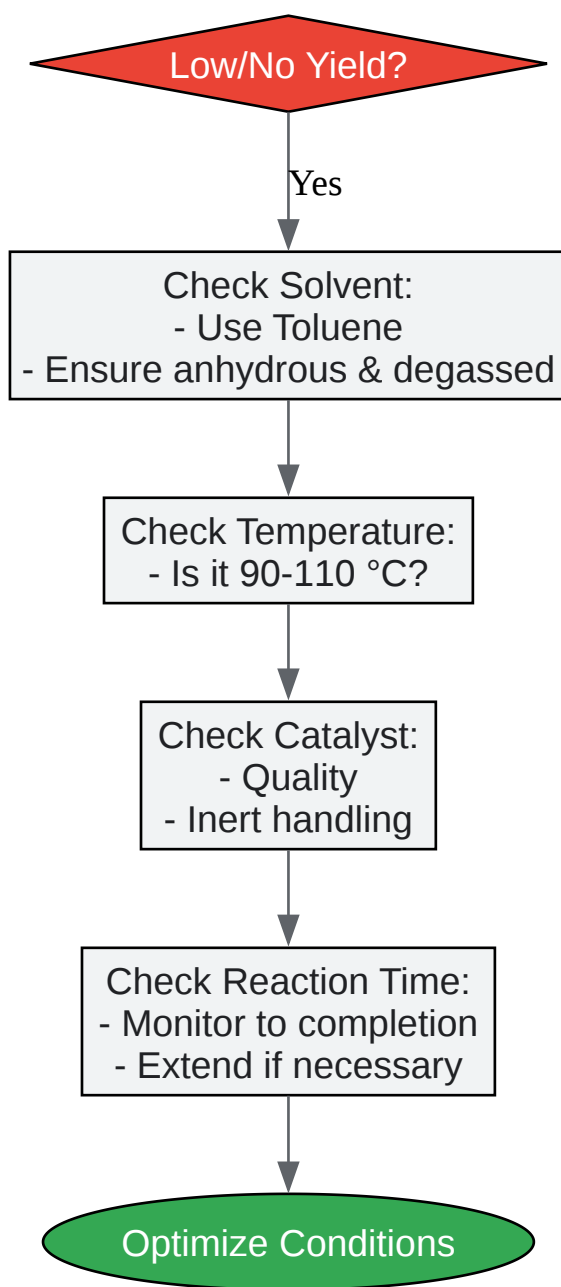 Low/No Yield?
Yes
Check Solvent:
- Use Toluene
- Ensure anhydrous & degassed
Check Temperature:
- Is it 90-110 °C?
Check Catalyst:
- Quality
- Inert handling
Check Reaction Time:
- Monitor to completion
- Extend if necessary
Optimize Conditions